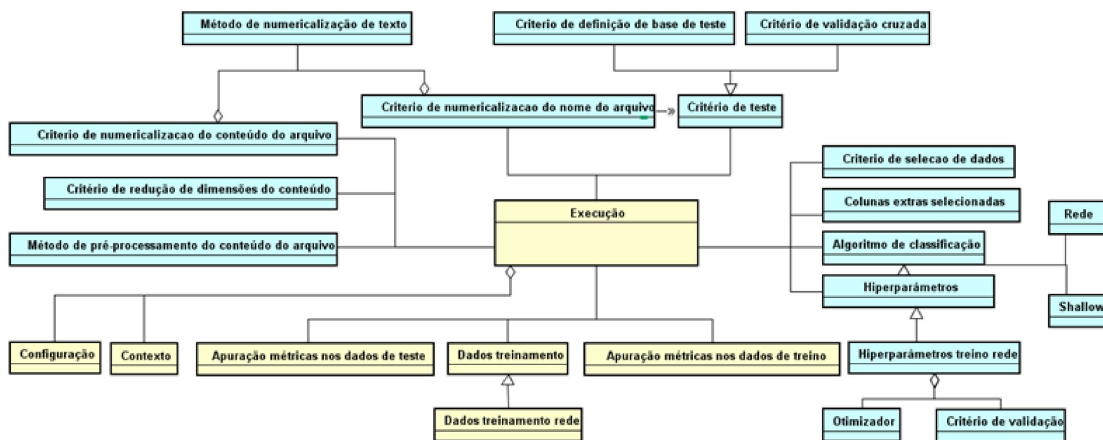 Método de numericalização de texto
Criterio de definição de base de teste
Critério de validação cruzada
Criterio de numericalizacao do nome do arquivo
Critério de teste
Criterio de numericalizacao do conteúdo do arquivo
Criterio de selecao de dados
Critério de redução de dimensões do conteúdo
Colunas extras selecionadas
Execução
Rede
Método de pré-processamento do conteúdo do arquivo
Algoritmo de classificação
Hiperparámetros
Shallow
Configuração
Contexto
Apuração métricas nos dados de teste
Dados treinamento
Apuração métricas nos dados de treino
Hiperparámetros treino rede
Dados treinamento rede
Otimizador
Critério de validação